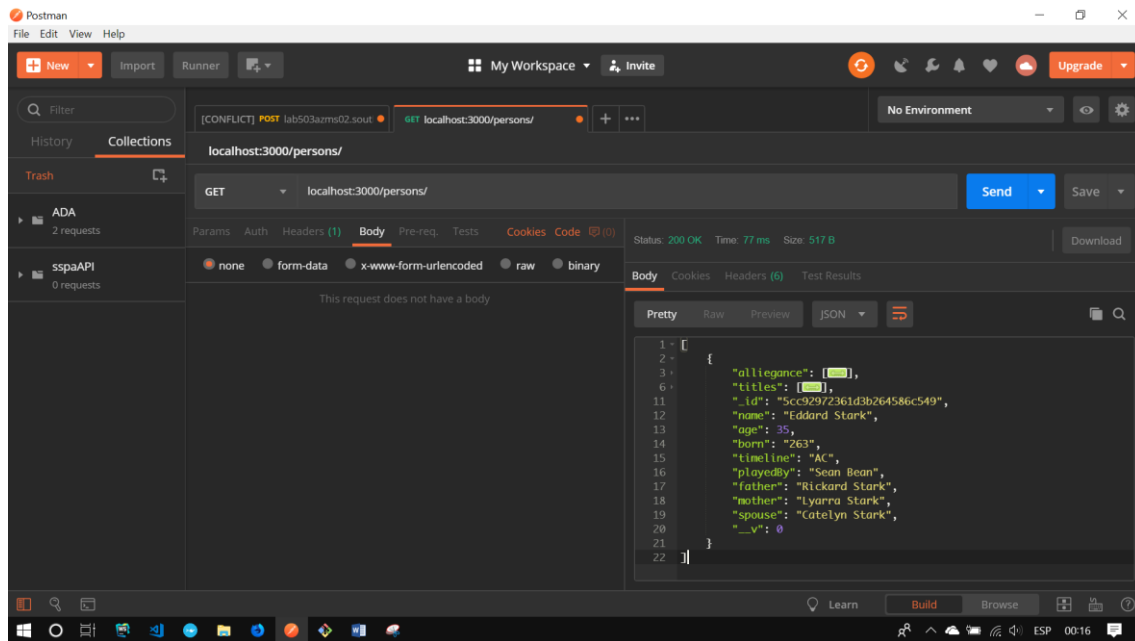 Postman
File Edit View Help
New Import Runner My Workspace Invite Upgrade
Filter
History Collections
Trash
ADA
2 requests
sspaAPI
0 requests
[CONFLICT] POST lab503azms02.sout GET localhost:3000/persons/
No Environment
localhost:3000/persons/
GET localhost:3000/persons/ Send Save
Params Auth Headers (1) Body Pre-req. Tests Cookies Code (0)
none form-data x-www-form-urlencoded raw binary
This request does not have a body
Status: 200 OK Time: 77 ms Size: 517 B Download
Body Cookies Headers (6) Test Results
Pretty Raw Preview JSON
1 [
2 {
3 "alliegance": [],
6 "titles": [],
11 "_id": "5cc92972361d3b264586c549",
12 "name": "Eddard Stark",
13 "age": 35,
14 "born": "263",
15 "timeline": "AC",
16 "playedBy": "Sean Bean",
17 "father": "Rickard Stark",
18 "mother": "Lyarra Stark",
19 "spouse": "Catelyn Stark",
20 "__v": 0
21 }
22 ]
Learn Build Browse
ESP 00:16